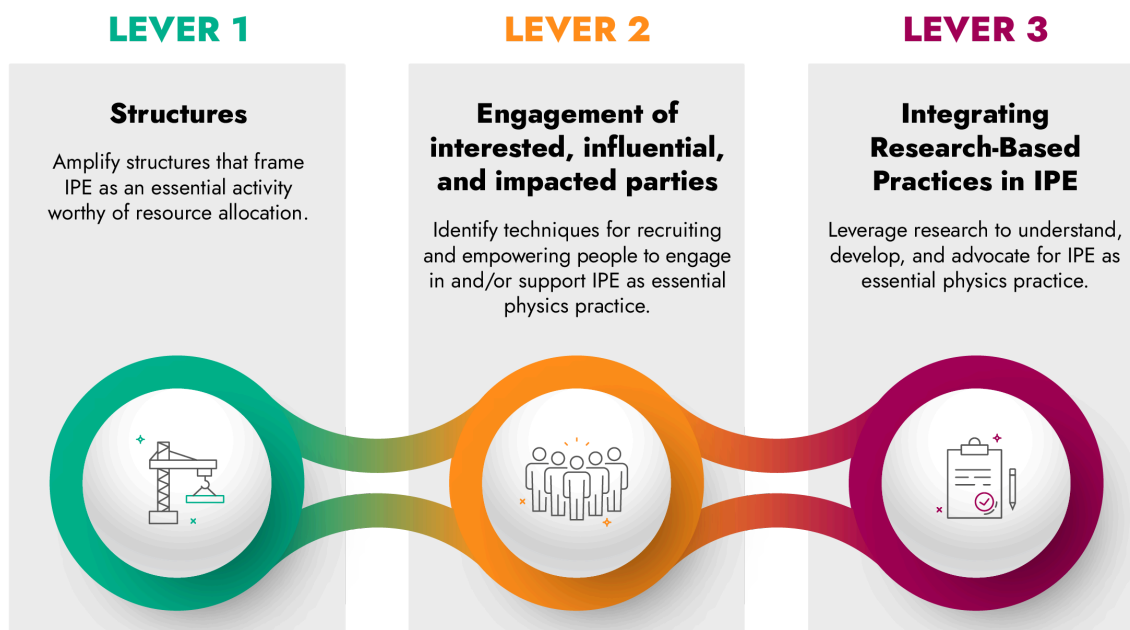 LEVER 1
Structures
Amplify structures that frame
IPE as an essential activity
worthy of resource allocation.
LEVER 2
Engagement of
interested, influential,
and impacted parties
Identify techniques for recruiting
and empowering people to engage
in and/or support IPE as essential
physics practice.
LEVER 3
Integrating
Research-Based
Practices in IPE
Leverage research to understand,
develop, and advocate for IPE as
essential physics practice.